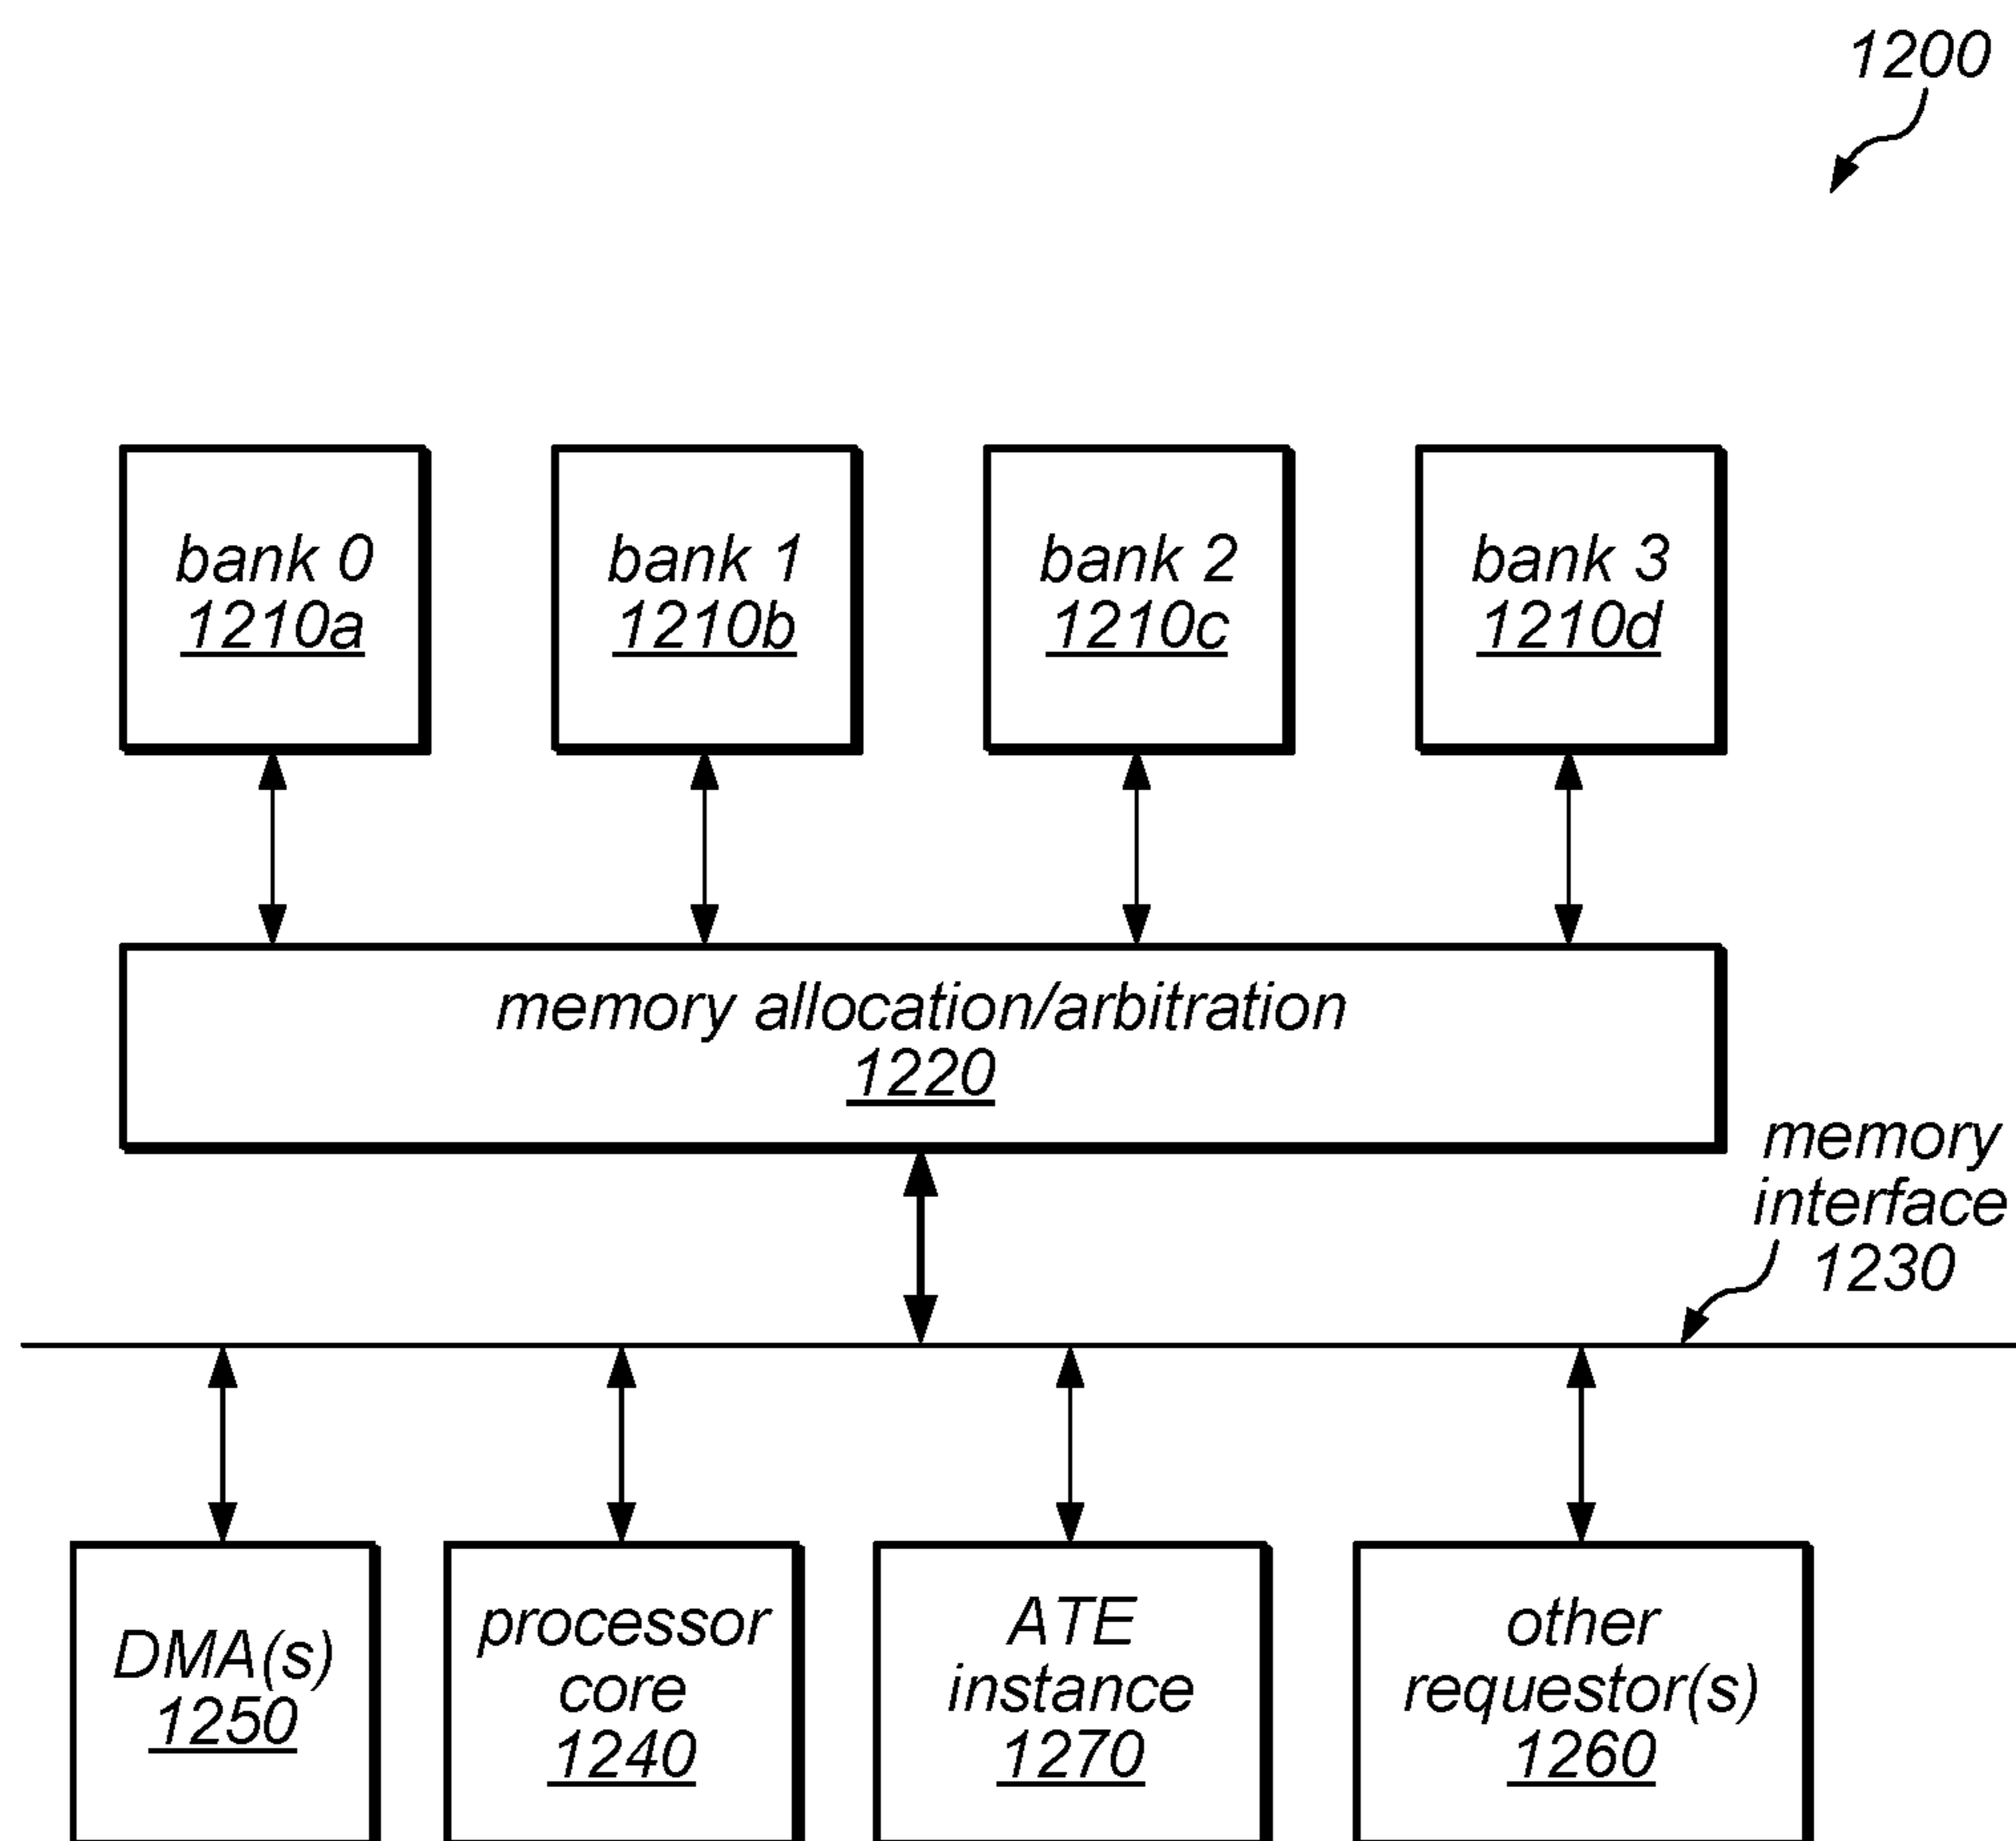 1200
bank 0
1210a
bank 1
1210b
bank 2
1210c
bank 3
1210d
memory allocation/arbitration
1220
memory
interface
1230
DMA(s)
1250
processor
core
1240
ATE
instance
1270
other
requestor(s)
1260